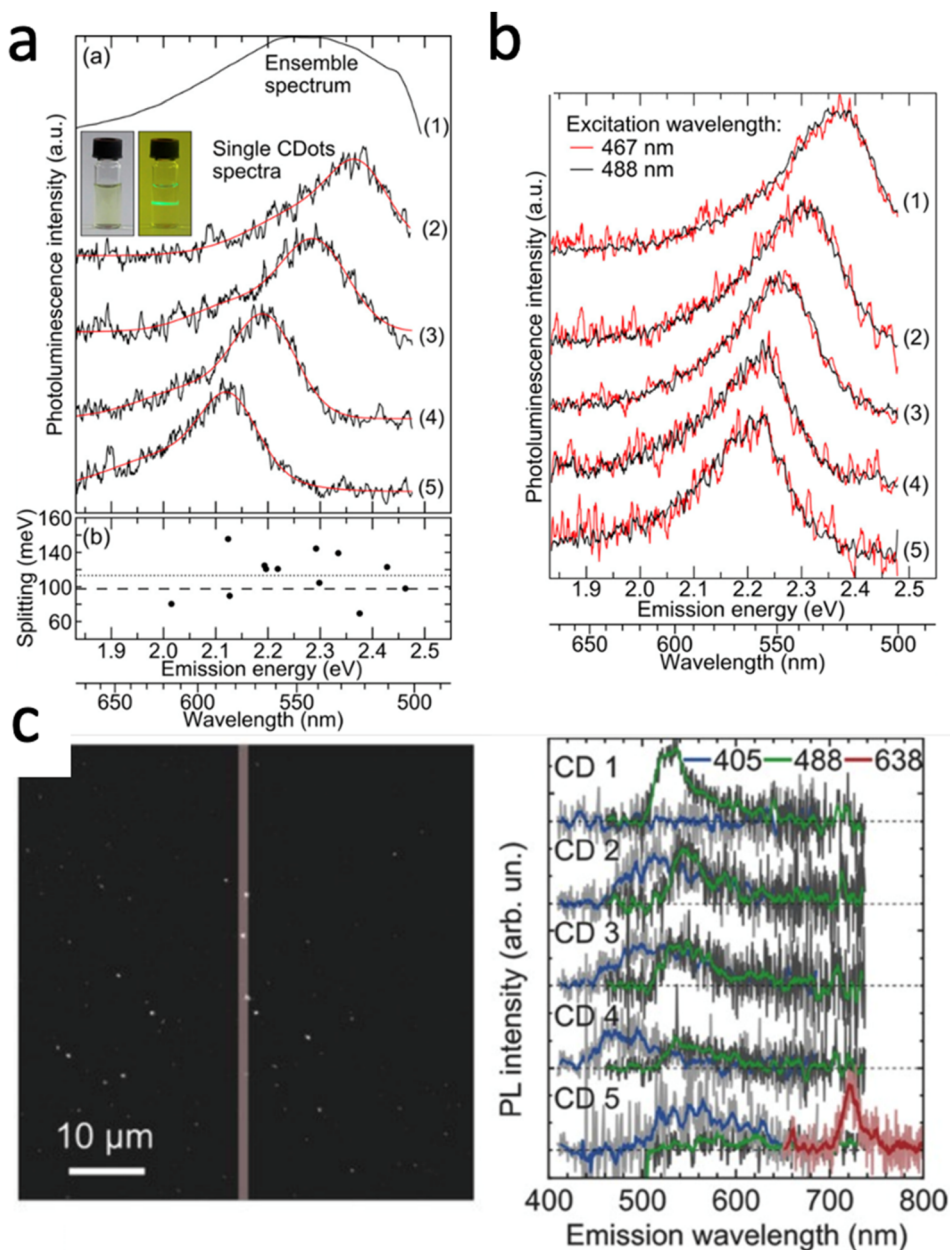 a
(a)
Ensemble
spectrum
(1)
Single CDots
spectra
(2)
(3)
(4)
(5)
Photoluminescence intensity (a.u.)
(b)
160
140
100
60
Splitting (meV)
1.9 2.0 2.1 2.2 2.3 2.4 2.5
Emission energy (eV)
650 600 550 500
Wavelength (nm)
b
Excitation wavelength:
467 nm
488 nm
(1)
(2)
(3)
(4)
(5)
Photoluminescence intensity (a.u.)
1.9 2.0 2.1 2.2 2.3 2.4 2.5
Emission energy (eV)
650 600 550 500
Wavelength (nm)
c
10 µm
CD 1
405 488 638
CD 2
CD 3
CD 4
CD 5
PL intensity (arb. un.)
400 500 600 700 800
Emission wavelength (nm)